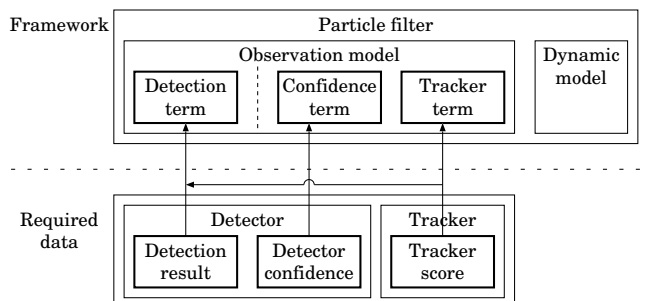 Framework
Particle filter
Observation model
Dynamic
model
Detection
term
Confidence
term
Tracker
term
Required
data
Detector
Tracker
Detection
result
Detector
confidence
Tracker
score